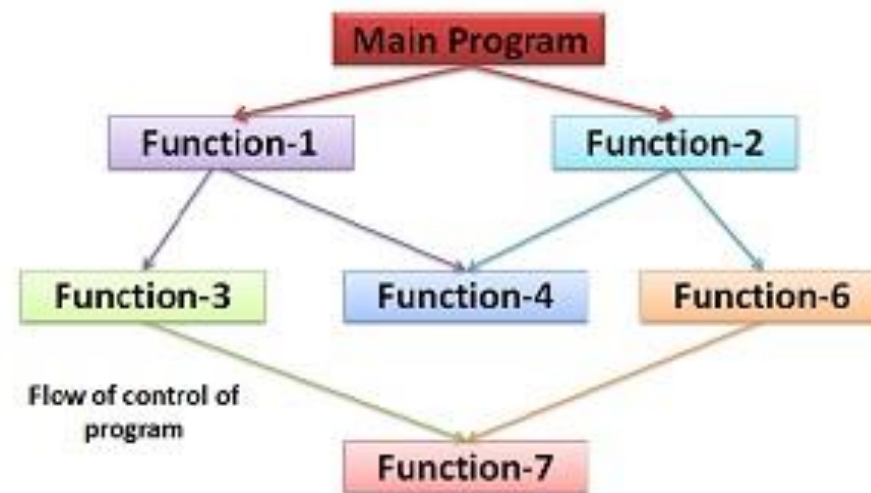 Main Program
Function-1
Function-2
Function-3
Function-4
Function-6
Flow of control of
program
Function-7